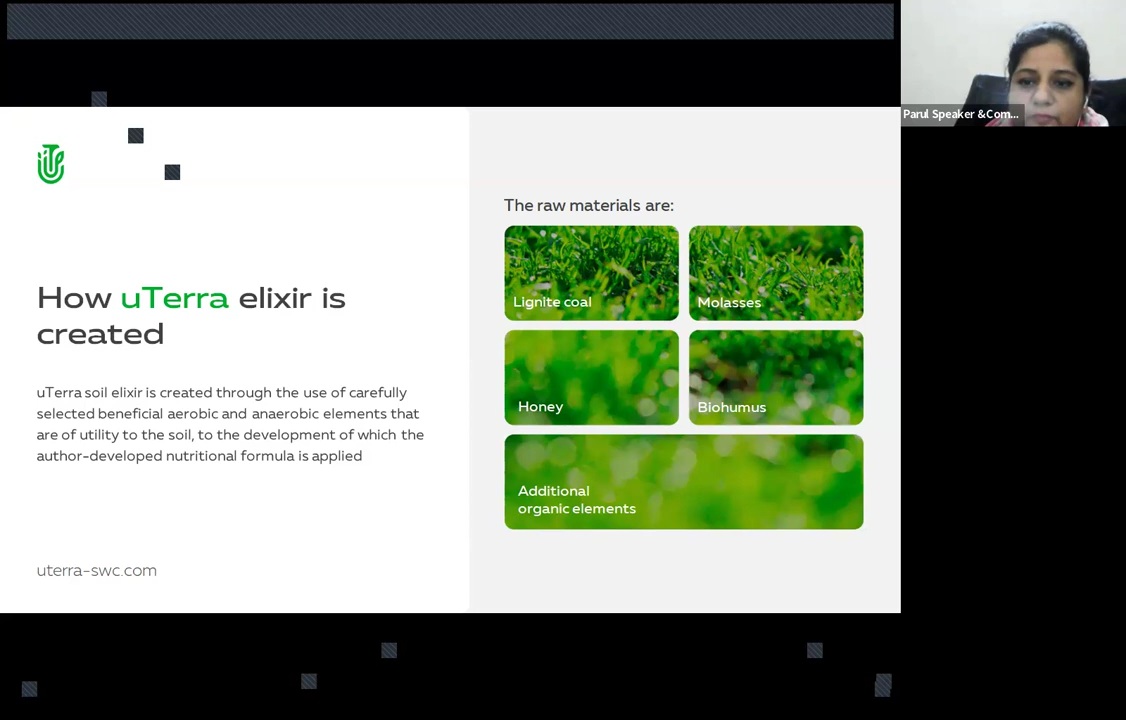 Parul Speaker &Com...
How uTerra elixir is
created
uTerra soil elixir is created through the use of carefully
selected beneficial aerobic and anaerobic elements that
are of utility to the soil, to the development of which the
author-developed nutritional formula is applied
uterra-swc.com
The raw materials are:
Lignite coal
Molasses
Honey
Biohumus
Additional
organic elements